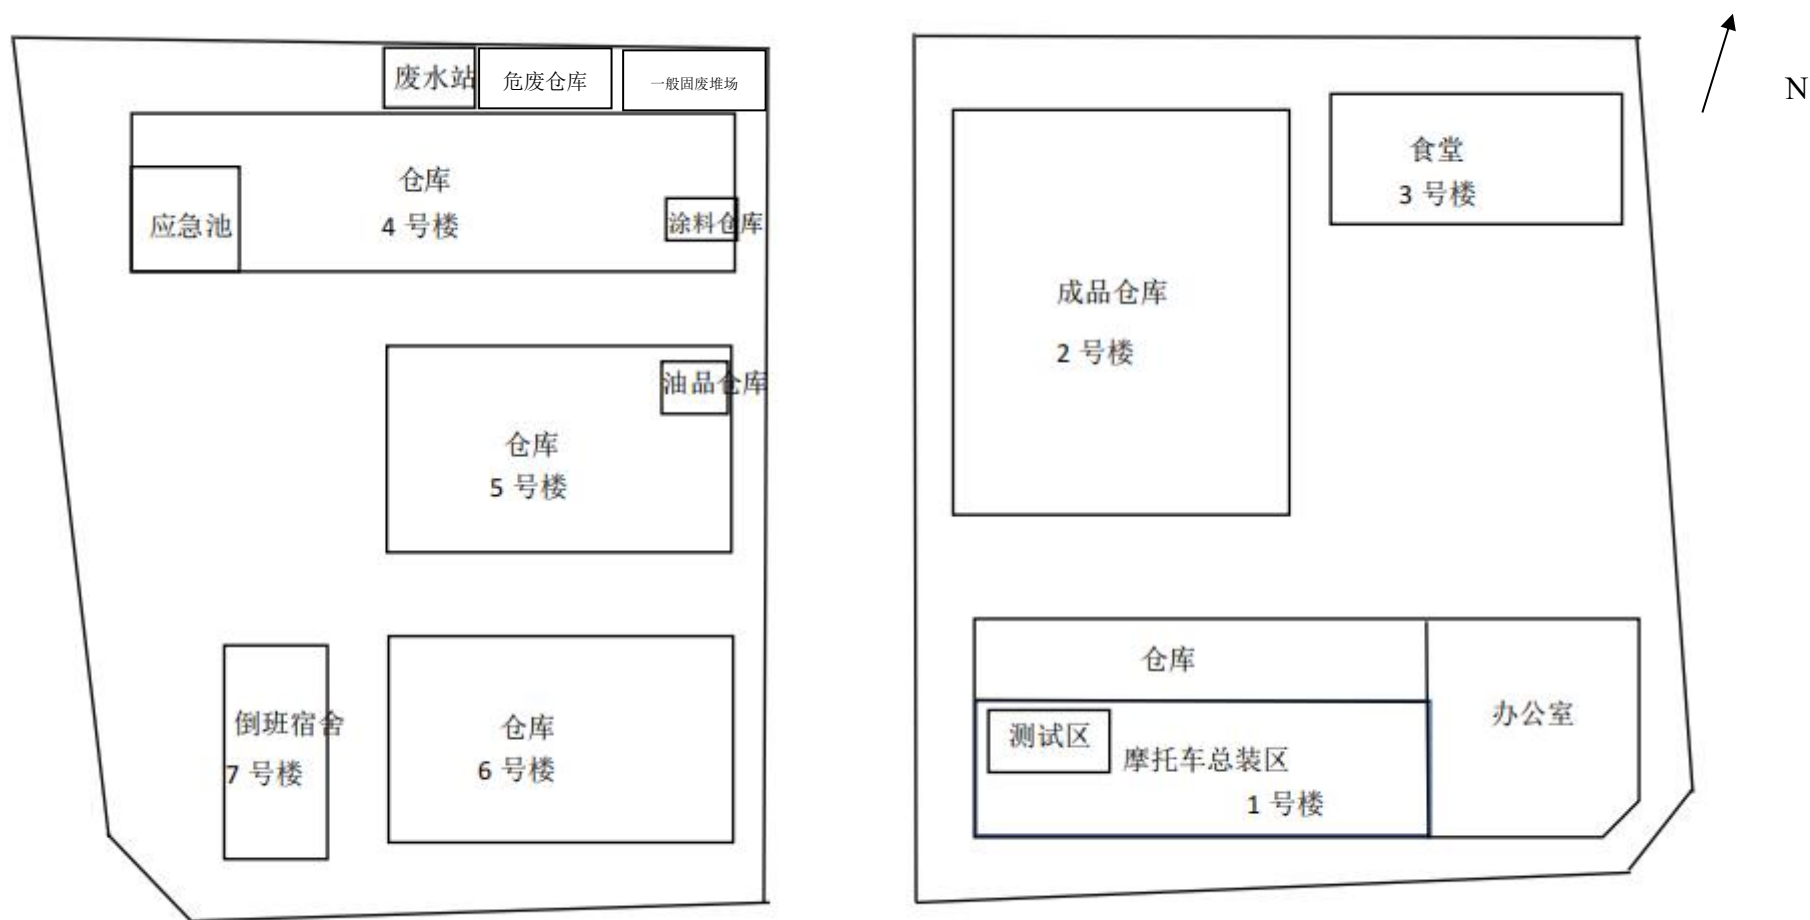 废水站
危废仓库
一般固废堆场
N
仓库
4 号楼
应急池
涂料仓库
食堂
3 号楼
成品仓库
2 号楼
油品仓库
仓库
5 号楼
倒班宿舍
7 号楼
仓库
6 号楼
仓库
测试区
摩托车总装区
1 号楼
办公室